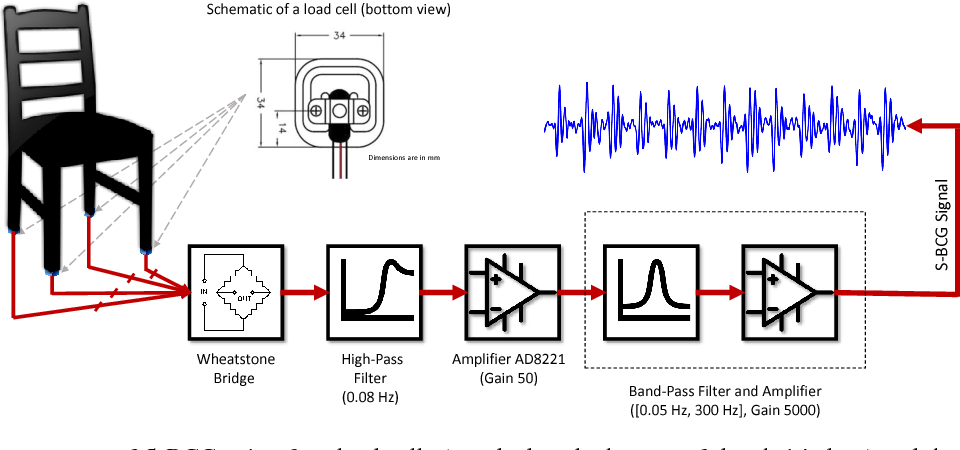 Schematic of a load cell (bottom view)
34
34
14
Dimensions are in mm
S-BCG Signal
IN
OUT
Wheatstone
Bridge
High-Pass
Filter
(0.08 Hz)
Amplifier AD8221
(Gain 50)
Band-Pass Filter and Amplifier
([0.05 Hz, 300 Hz], Gain 5000)